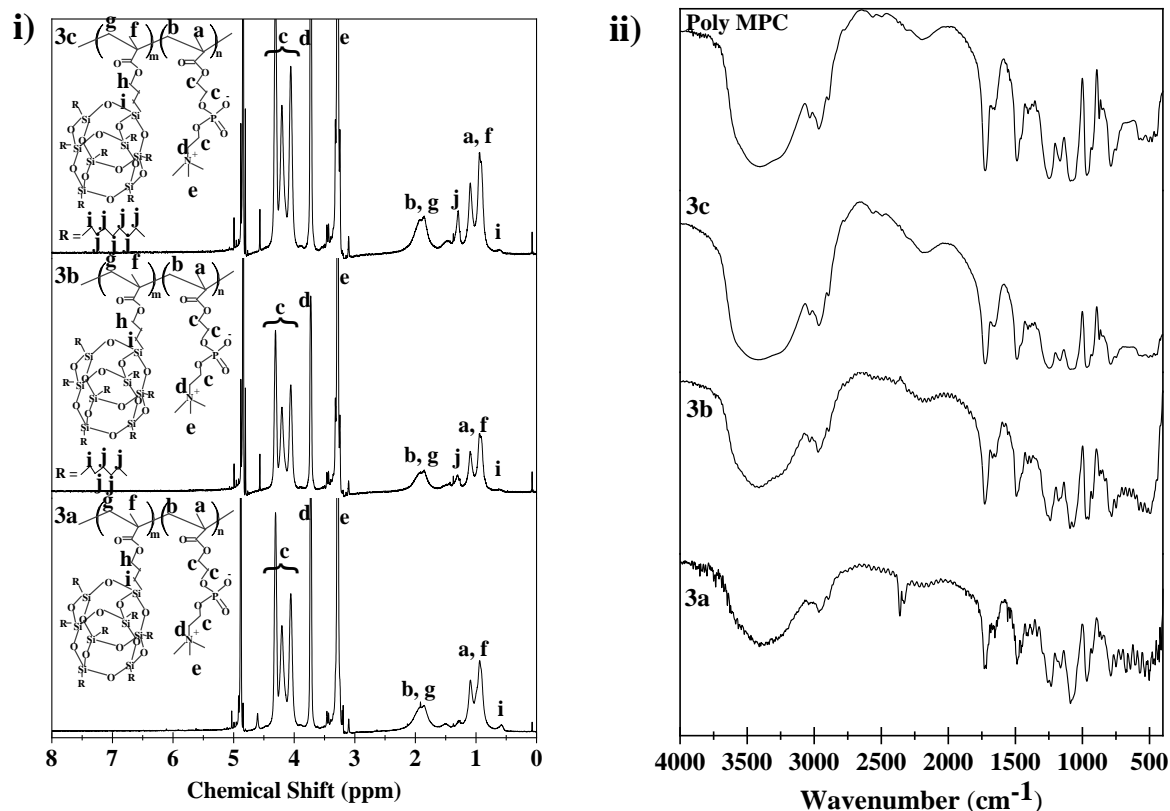 i)
3c
g
f
b
a
m
n
h
i
c
c
c
d
e
R =
i j j j
j j j
c
d
e
b, g
j
a, f
i
3b
g
f
b
a
m
n
h
i
c
c
c
d
e
R =
i j j
j j
c
d
e
b, g
j
a, f
i
3a
g
f
b
a
m
n
h
i
c
c
c
d
e
c
d
e
b, g
a, f
i
8 7 6 5 4 3 2 1 0
Chemical Shift (ppm)
ii)
Poly MPC
3c
3b
3a
4000 3500 3000 2500 2000 1500 1000 500
Wavenumber (cm-1)